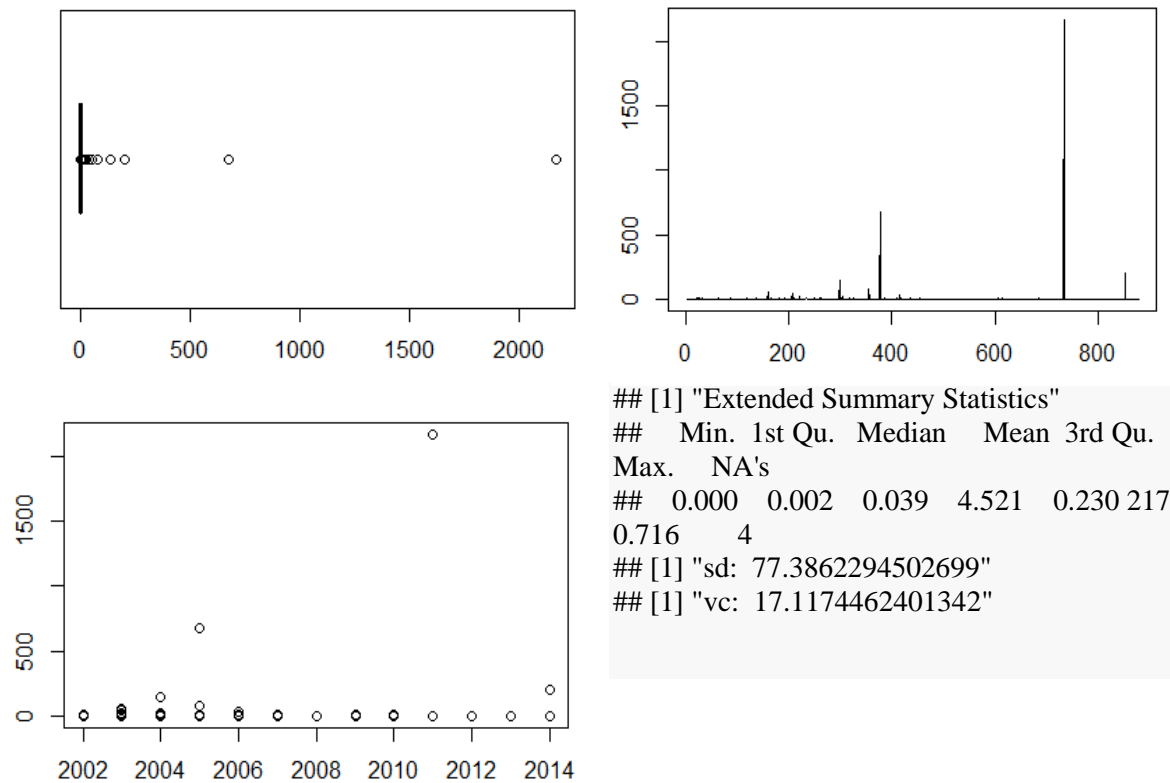 1500
500
0
0 500 1000 1500 2000
0 200 400 600 800
1500
500
0
2002 2004 2006 2008 2010 2012 2014
## [1] "Extended Summary Statistics"
## Min. 1st Qu. Median Mean 3rd Qu.
Max. NA's
## 0.000 0.002 0.039 4.521 0.230 217
0.716 4
## [1] "sd: 77.3862294502699"
## [1] "vc: 17.1174462401342"